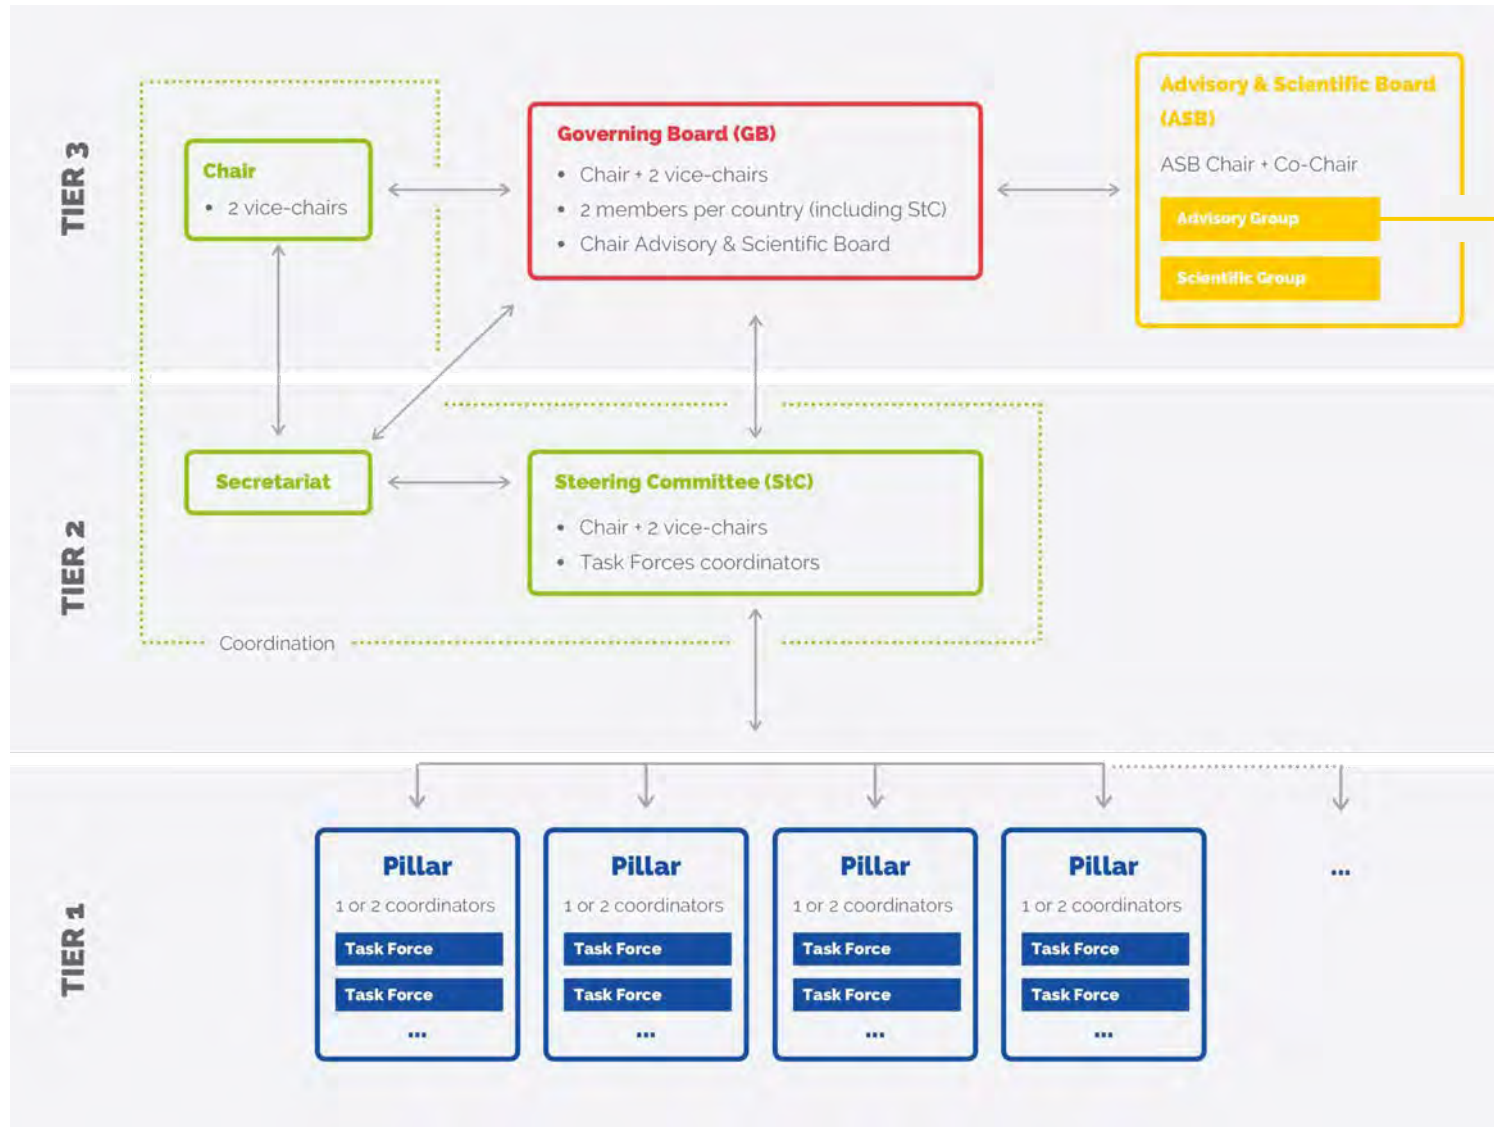 TIER 3
Chair
• 2 vice-chairs
Governing Board (GB)
• Chair + 2 vice-chairs
• 2 members per country (including StC)
• Chair Advisory & Scientific Board
Advisory & Scientific Board
(ASB)
ASB Chair + Co-Chair
Advisory Group
Scientific Group
TIER 2
Secretariat
Steering Committee (StC)
• Chair + 2 vice-chairs
• Task Forces coordinators
Coordination
TIER 1
Pillar
1 or 2 coordinators
Task Force
Task Force
...
Pillar
1 or 2 coordinators
Task Force
Task Force
...
Pillar
1 or 2 coordinators
Task Force
Task Force
...
Pillar
1 or 2 coordinators
Task Force
Task Force
...
...